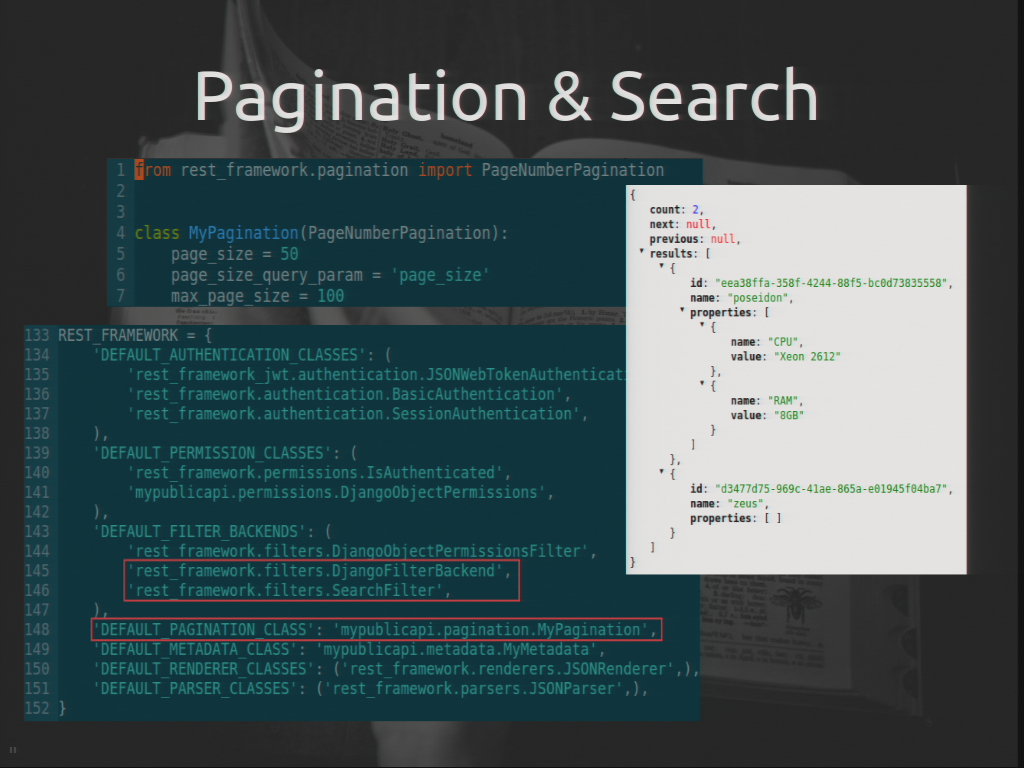 Pagination & Search
1 from rest_framework.pagination import PageNumberPagination
2
3
4 class MyPagination(PageNumberPagination):
5     page_size = 50
6     page_size_query_param = 'page_size'
7     max_page_size = 100
133 REST_FRAMEWORK = {
134     'DEFAULT_AUTHENTICATION_CLASSES': (
135         'rest_framework_jwt.authentication.JSONWebTokenAuthenticati
136         'rest_framework.authentication.BasicAuthentication',
137         'rest_framework.authentication.SessionAuthentication',
138     ),
139     'DEFAULT_PERMISSION_CLASSES': (
140         'rest_framework.permissions.IsAuthenticated',
141         'mypublicapi.permissions.DjangoObjectPermissions',
142     ),
143     'DEFAULT_FILTER_BACKENDS': (
144         'rest_framework.filters.DjangoObjectPermissionsFilter',
145         'rest_framework.filters.DjangoFilterBackend',
146         'rest_framework.filters.SearchFilter',
147     ),
148     'DEFAULT_PAGINATION_CLASS': 'mypublicapi.pagination.MyPagination',
149     'DEFAULT_METADATA_CLASS': 'mypublicapi.metadata.MyMetadata',
150     'DEFAULT_RENDERER_CLASSES': ('rest_framework.renderers.JSONRenderer',),
151     'DEFAULT_PARSER_CLASSES': ('rest_framework.parsers.JSONParser',),
152 }
{
count: 2,
next: null,
previous: null,
results: [
{
id: "eea38ffa-358f-4244-88f5-bc0d73835558",
name: "poseidon",
properties: [
{
name: "CPU",
value: "Xeon 2612"
},
{
name: "RAM",
value: "8GB"
}
]
},
{
id: "d3477d75-969c-41ae-865a-e01945f04ba7",
name: "zeus",
properties: [ ]
}
]
}